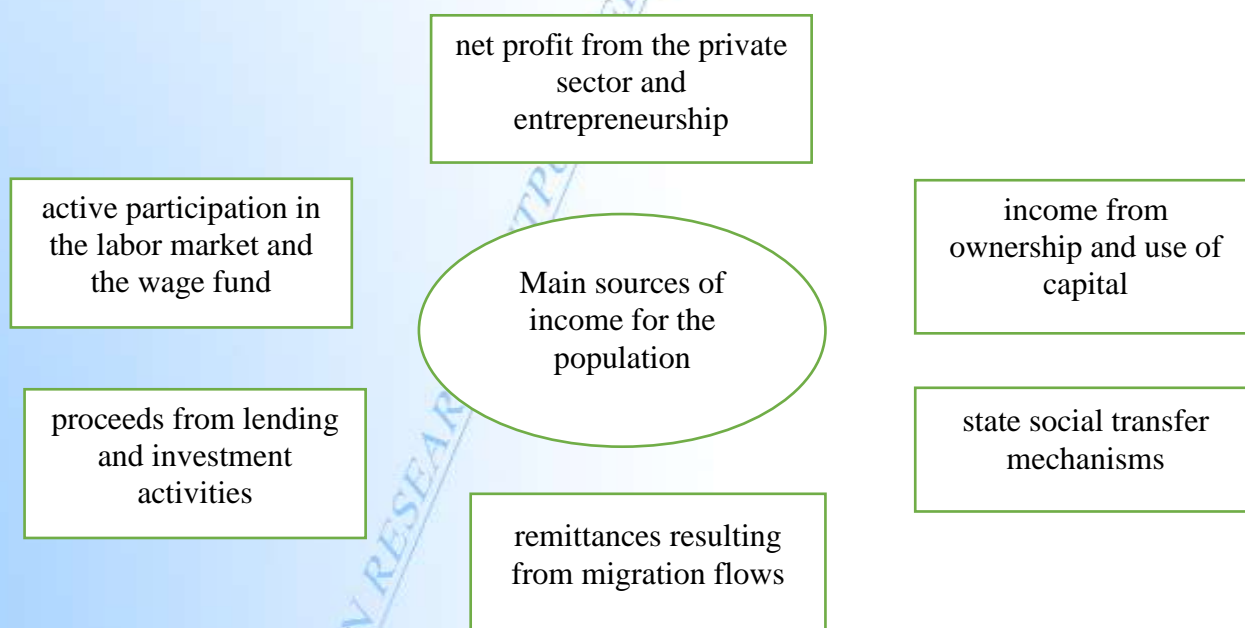 net profit from the private
sector and
entrepreneurship
active participation in
the labor market and
the wage fund
income from
ownership and use of
capital
Main sources of
income for the
population
proceeds from lending
and investment
activities
state social transfer
mechanisms
remittances resulting
from migration flows